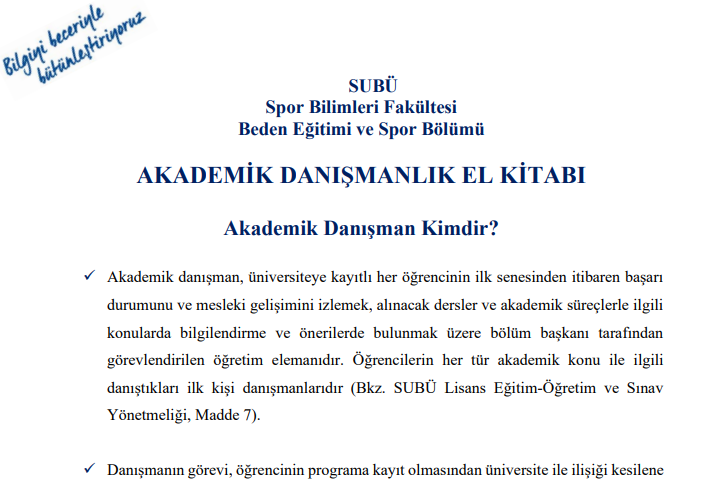 Bilgiyi beceriyle
bütünleştiriyoruz
SUBÜ
Spor Bilimleri Fakültesi
Beden Eğitimi ve Spor Bölümü
AKADEMİK DANIŞMANLIK EL KİTABI
Akademik Danışman Kimdir?
✓ Akademik danışman, üniversiteye kayıtlı her öğrencinin ilk senesinden itibaren başarı
durumunu ve mesleki gelişimini izlemek, alınacak dersler ve akademik süreçlerle ilgili
konularda bilgilendirme ve önerilerde bulunmak üzere bölüm başkanı tarafından
görevlendirilen öğretim elemanıdır. Öğrencilerin her tür akademik konu ile ilgili
danıştıkları ilk kişi danışmanlarıdır (Bkz. SUBÜ Lisans Eğitim-Öğretim ve Sınav
Yönetmeliği, Madde 7).
✓ Danışmanın görevi, öğrencinin programa kayıt olmasından üniversite ile ilişiği kesilene